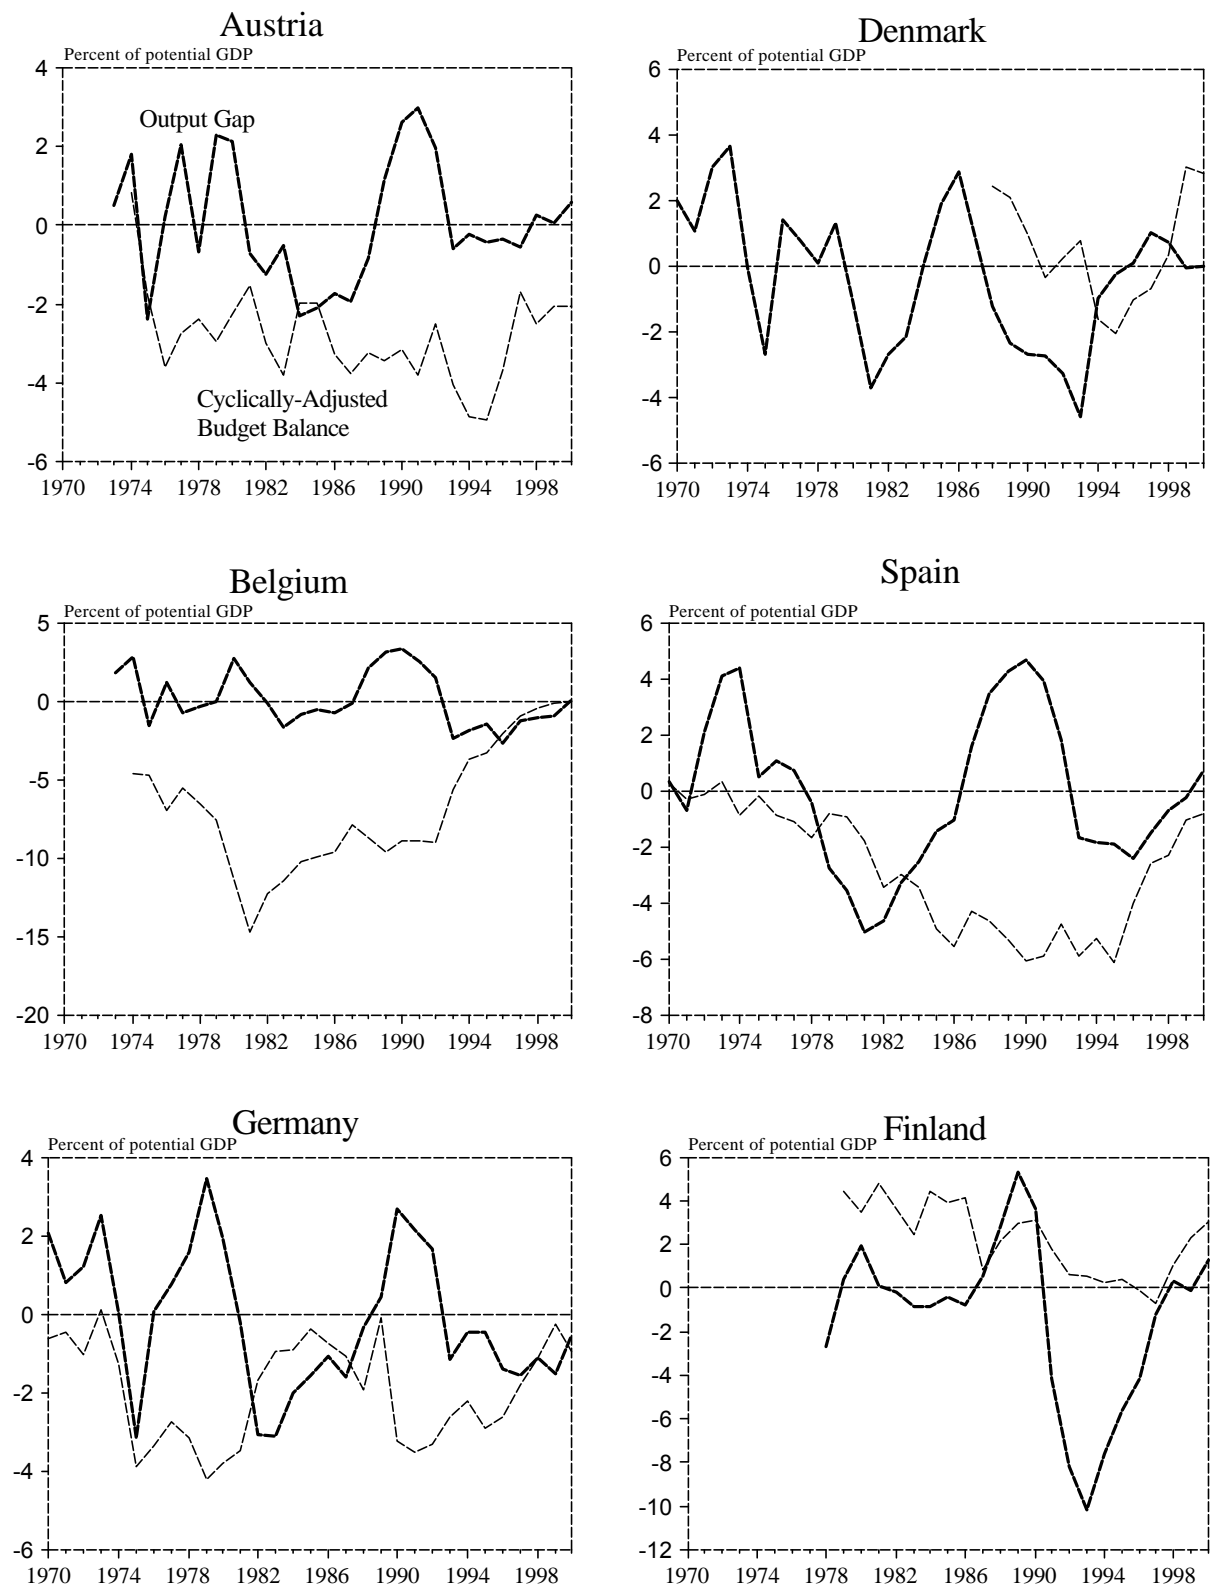 Austria
Percent of potential GDP
4
2
0
-2
-4
-6
Output Gap
Cyclically-Adjusted
Budget Balance
1970 1974 1978 1982 1986 1990 1994 1998
Denmark
Percent of potential GDP
6
4
2
0
-2
-4
-6
1970 1974 1978 1982 1986 1990 1994 1998
Belgium
Percent of potential GDP
5
0
-5
-10
-15
-20
1970 1974 1978 1982 1986 1990 1994 1998
Spain
Percent of potential GDP
6
4
2
0
-2
-4
-6
-8
1970 1974 1978 1982 1986 1990 1994 1998
Germany
Percent of potential GDP
4
2
0
-2
-4
-6
1970 1974 1978 1982 1986 1990 1994 1998
Finland
Percent of potential GDP
6
4
2
0
-2
-4
-6
-8
-10
-12
1970 1974 1978 1982 1986 1990 1994 1998